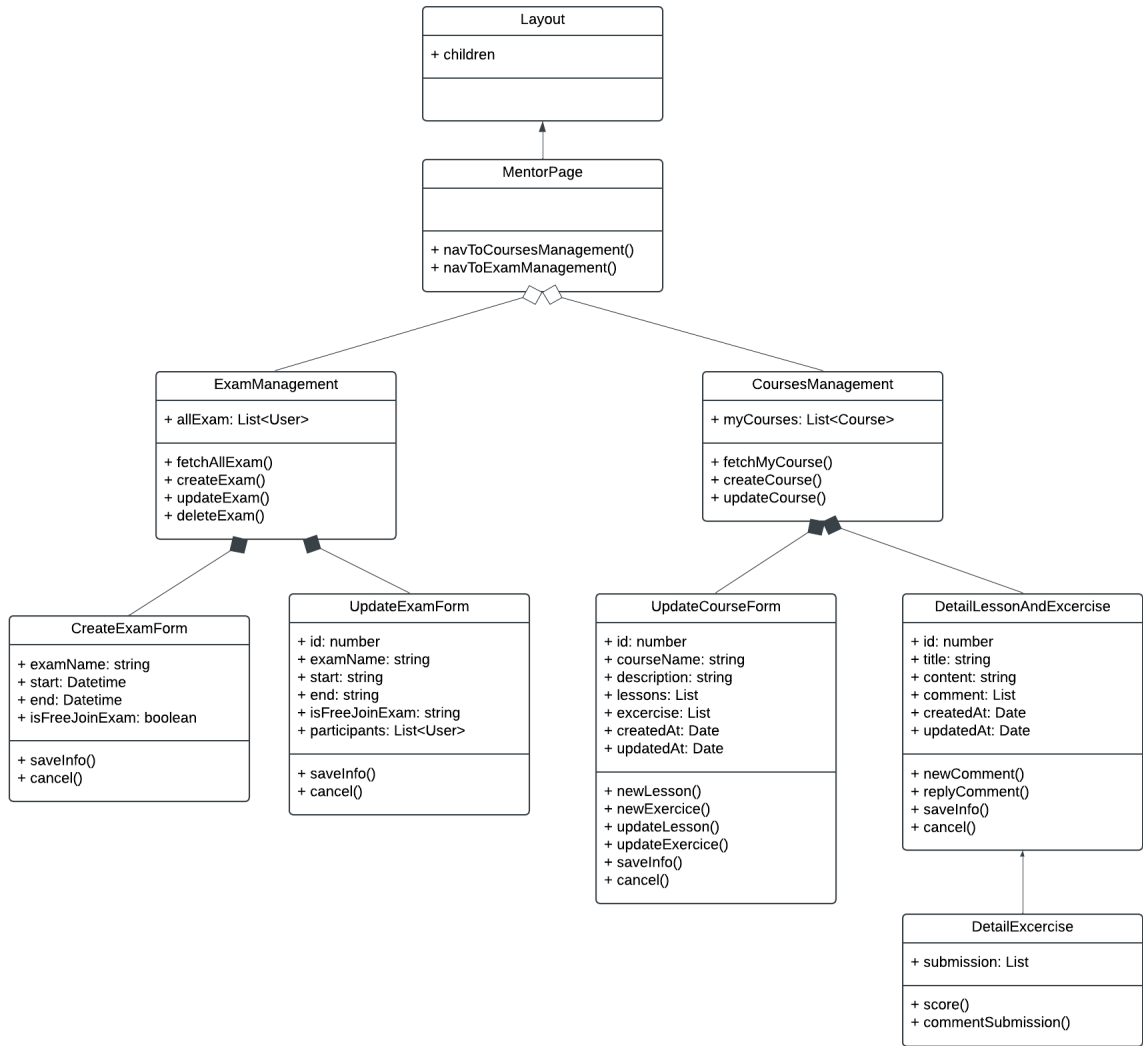 Layout
+ children
MentorPage
+ navToCoursesManagement()
+ navToExamManagement()
ExamManagement
+ allExam: List<User>
+ fetchAllExam()
+ createExam()
+ updateExam()
+ deleteExam()
CoursesManagement
+ myCourses: List<Course>
+ fetchMyCourse()
+ createCourse()
+ updateCourse()
CreateExamForm
+ examName: string
+ start: Datetime
+ end: Datetime
+ isFreeJoinExam: boolean
+ saveInfo()
+ cancel()
UpdateExamForm
+ id: number
+ examName: string
+ start: string
+ end: string
+ isFreeJoinExam: string
+ participants: List<User>
+ saveInfo()
+ cancel()
UpdateCourseForm
+ id: number
+ courseName: string
+ description: string
+ lessons: List
+ excercise: List
+ createdAt: Date
+ updatedAt: Date
+ newLesson()
+ newExercice()
+ updateLesson()
+ updateExercice()
+ saveInfo()
+ cancel()
DetailLessonAndExcercise
+ id: number
+ title: string
+ content: string
+ comment: List
+ createdAt: Date
+ updatedAt: Date
+ newComment()
+ replyComment()
+ saveInfo()
+ cancel()
DetailExcercise
+ submission: List
+ score()
+ commentSubmission()